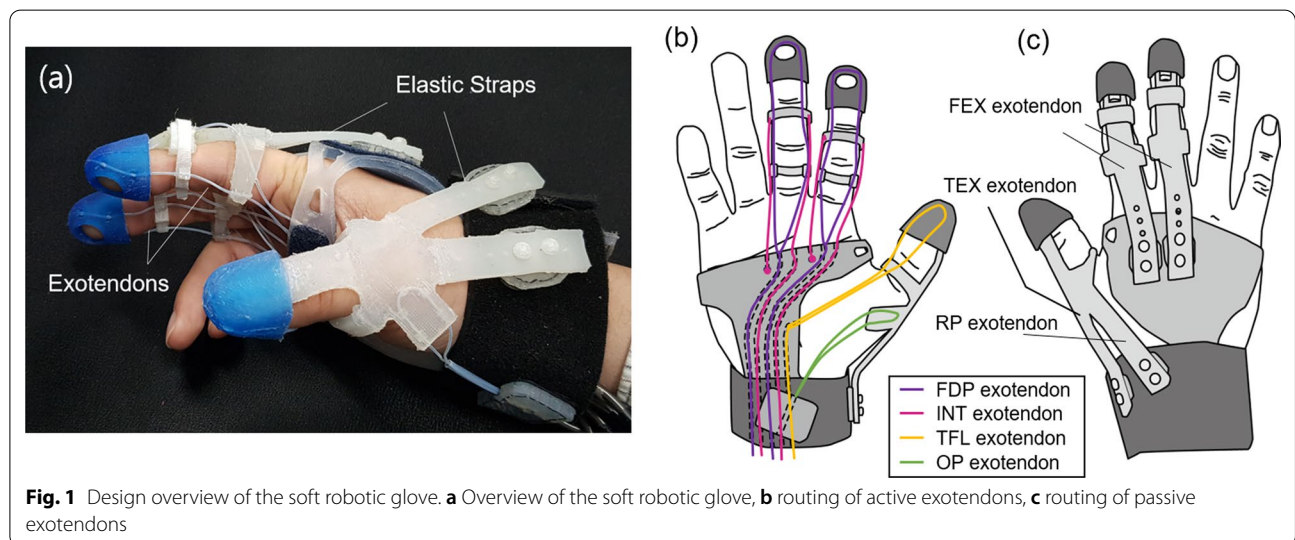 (a)
Elastic Straps
Exotendons
(b)
FDP exotendon
INT exotendon
TFL exotendon
OP exotendon
(c)
FEX exotendon
TEX exotendon
RP exotendon
Fig. 1 Design overview of the soft robotic glove. a Overview of the soft robotic glove, b routing of active exotendons, c routing of passive
exotendons